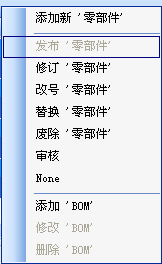 添加新 '零部件'
发布 '零部件'
修订 '零部件'
改号 '零部件'
替换 '零部件'
废除 '零部件'
审核
None
添加 'BOM'
修改 'BOM'
删除 'BOM'